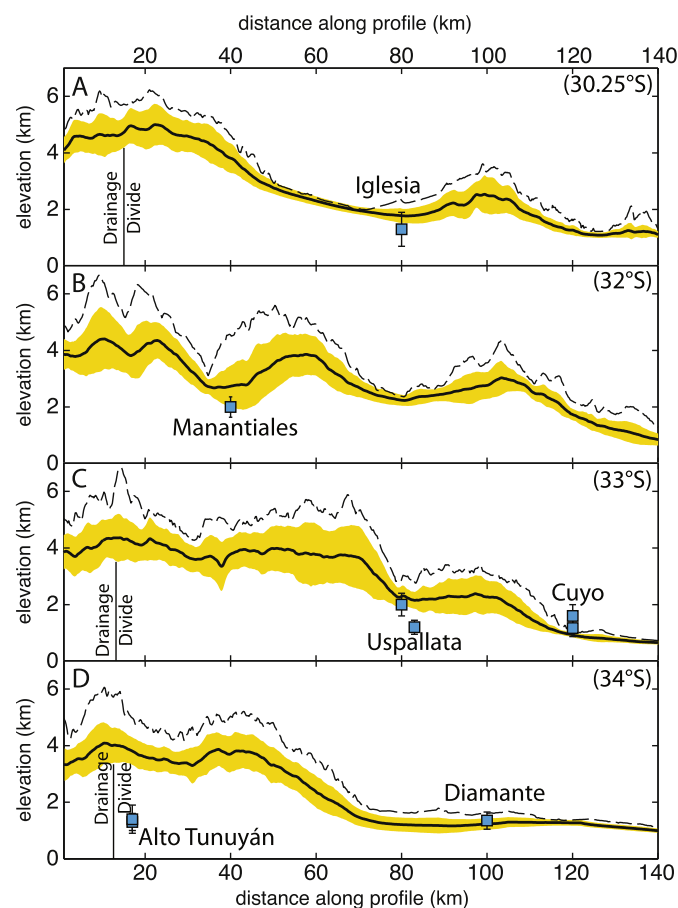 distance along profile (km)
20 40 60 80 100 120 140
A (30.25°S)
6
4
2
0
elevation (km)
Drainage
Divide
Iglesia
B (32°S)
6
4
2
0
elevation (km)
Manantiales
C (33°S)
6
4
2
0
elevation (km)
Drainage
Divide
Uspallata
Cuyo
D (34°S)
6
4
2
0
elevation (km)
Drainage
Divide
Alto Tunuyán
Diamante
20 40 60 80 100 120 140
distance along profile (km)